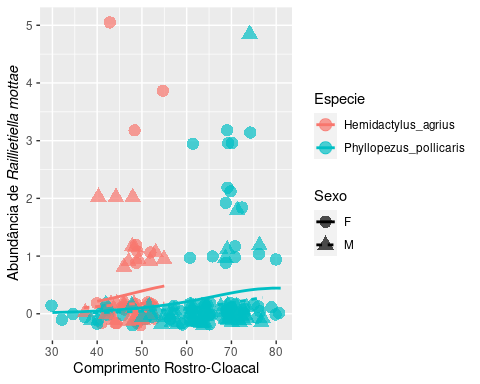 Abundância de Raillietiella mottae
5
4
3
2
1
0
30
40
50
60
70
80
Comprimento Rostro-Cloacal
Especie
Hemidactylus_agrius
Phyllopezus_pollicaris
Sexo
F
M